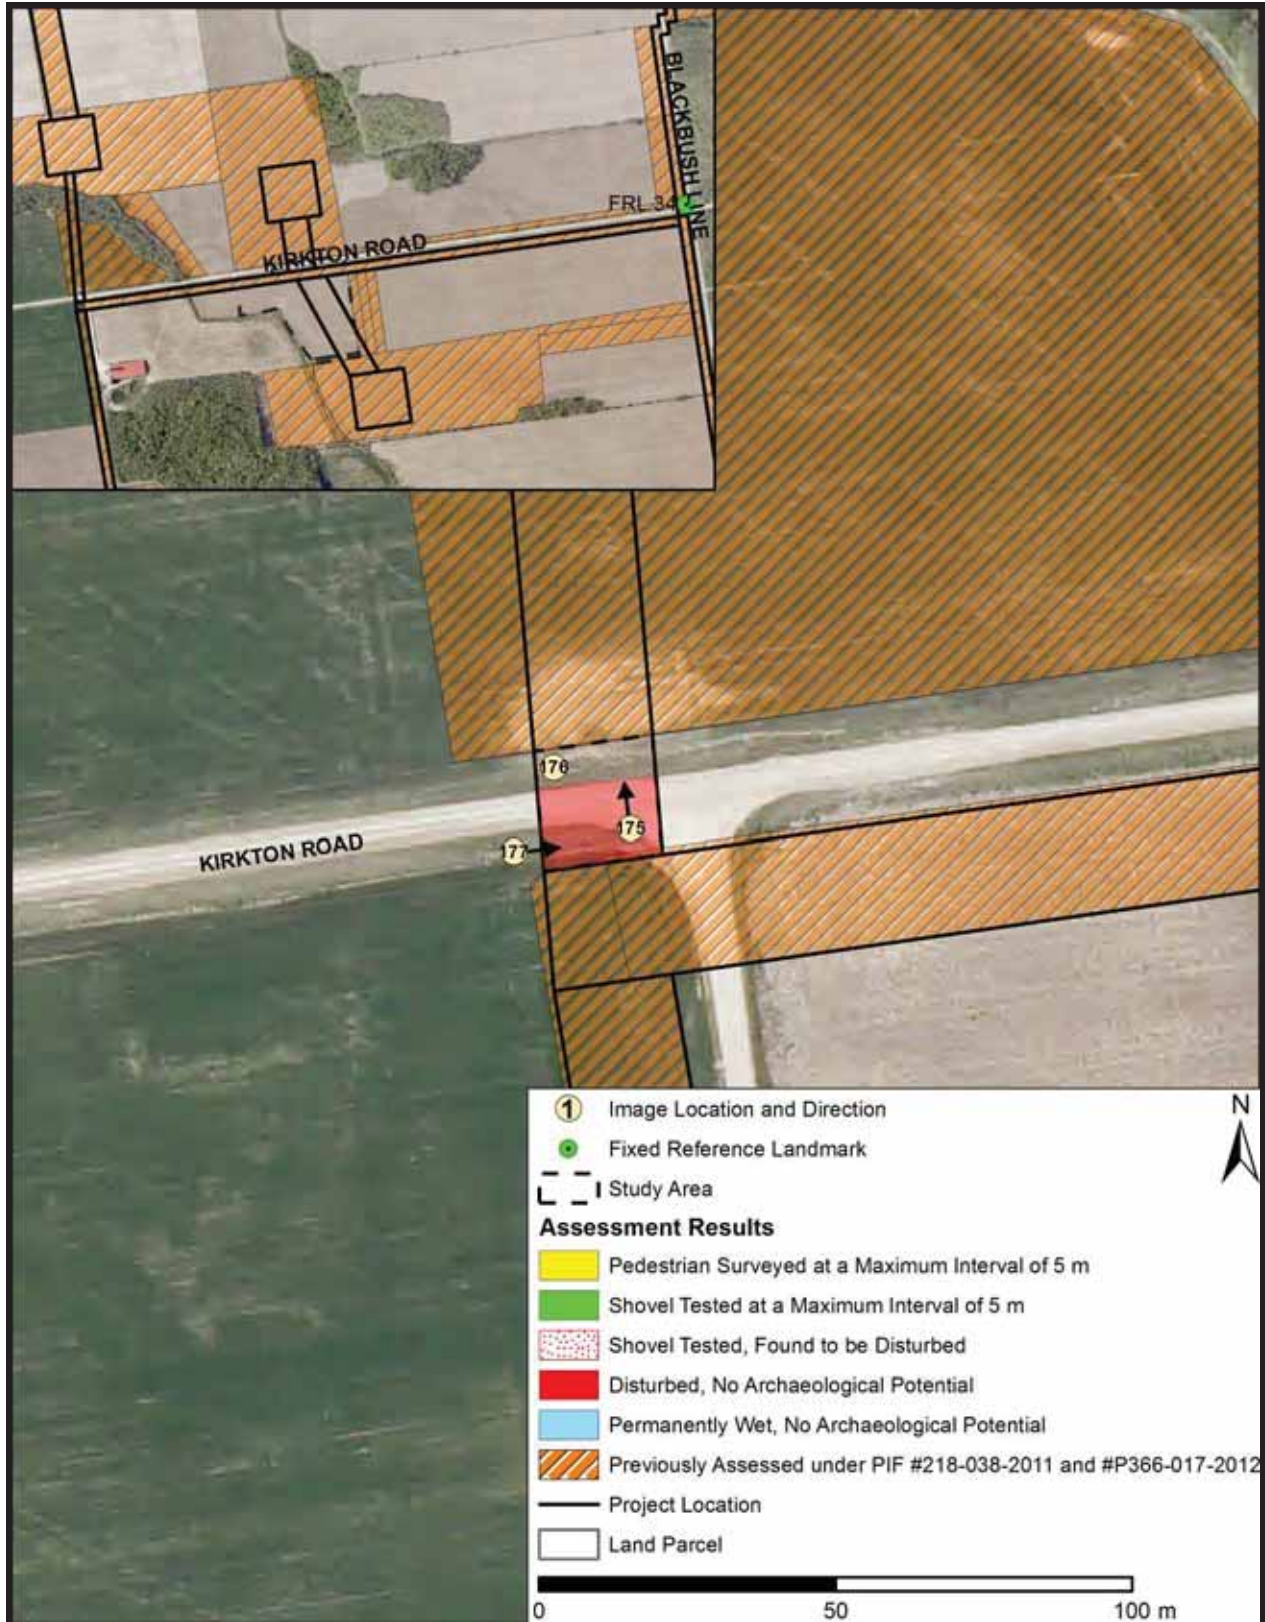 BLACKBUSH LINE
FRL 34
KIRKTON ROAD
176
175
177
KIRKTON ROAD
1 Image Location and Direction
N
Fixed Reference Landmark
Study Area
Assessment Results
Pedestrian Surveyed at a Maximum Interval of 5 m
Shovel Tested at a Maximum Interval of 5 m
Shovel Tested, Found to be Disturbed
Disturbed, No Archaeological Potential
Permanently Wet, No Archaeological Potential
Previously Assessed under PIF #218-038-2011 and #P366-017-2012
Project Location
Land Parcel
0 50 100 m